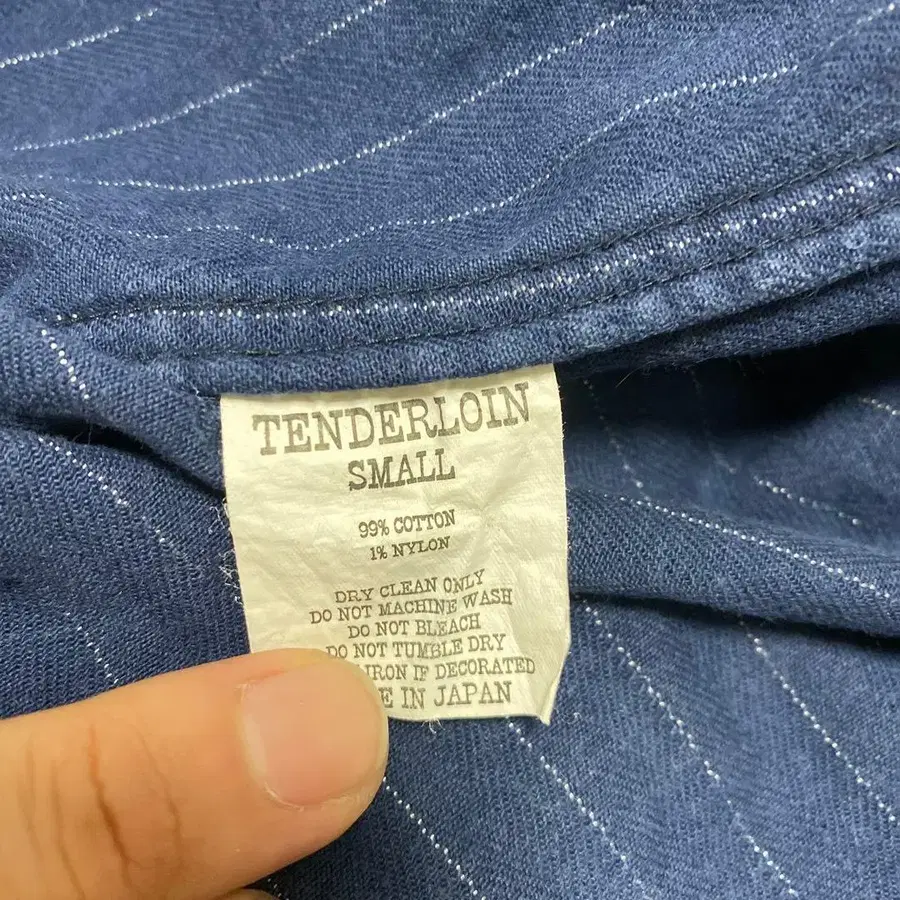 TENDERLOIN
SMALL
99% COTTON
1% NYLON
DRY CLEAN ONLY
DO NOT MACHINE WASH
DO NOT BLEACH
DO NOT TUMBLE DRY
IRON IF DECORATED
E IN JAPAN